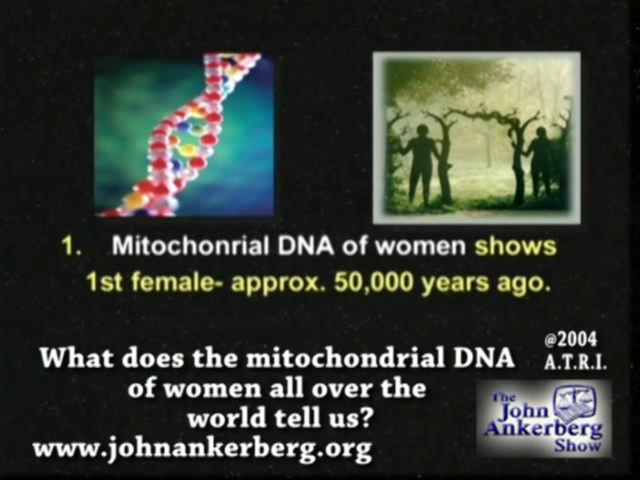 1. Mitochonrial DNA of women shows
1st female- approx. 50,000 years ago.
What does the mitochondrial DNA
of women all over the
world tell us?
www.johnankerberg.org
@2004
A.T.R.I.
The
John
Ankerberg
Show